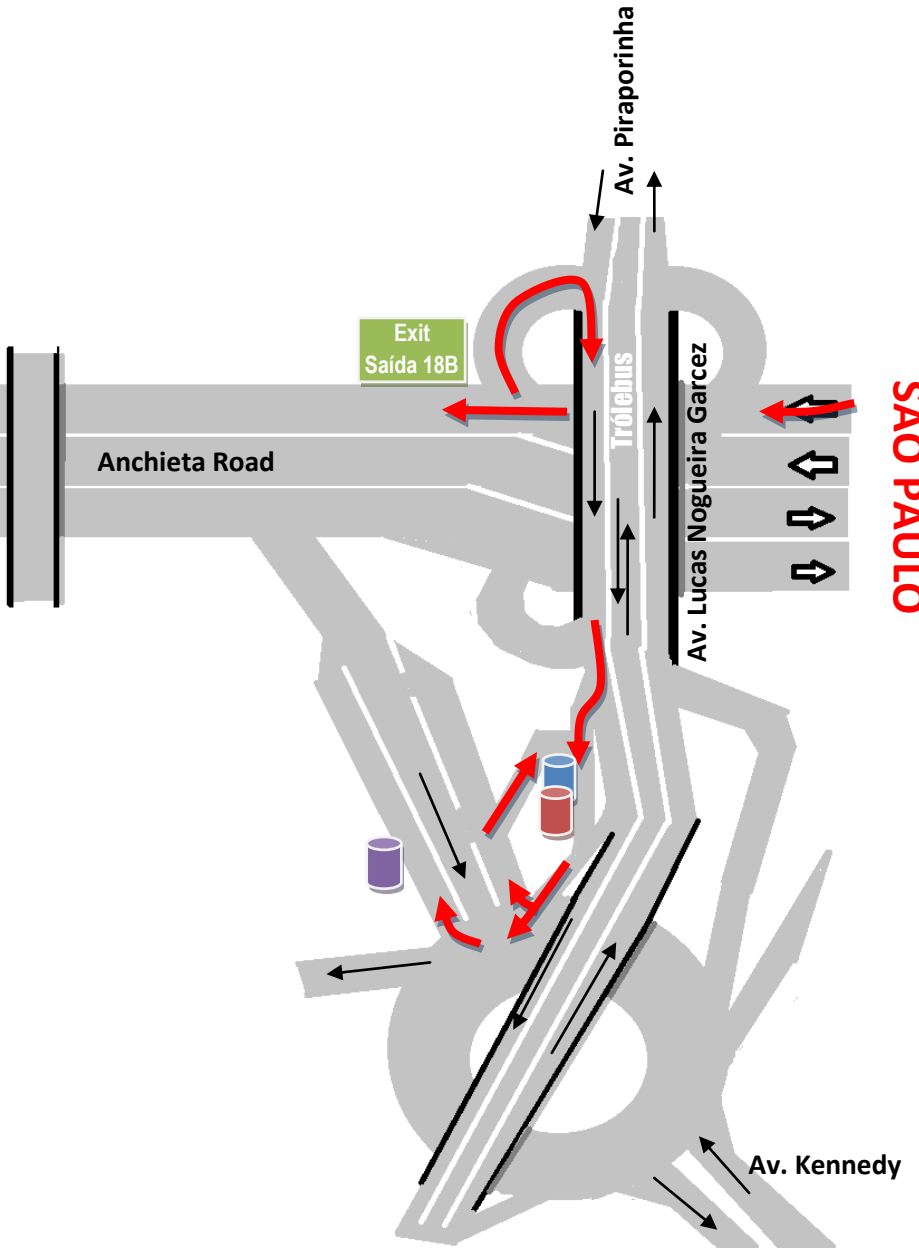 Av. Piraporinha
Exit
Saída 18B
Trólebus
Av. Lucas Nogueira Garcez
SÃO PAULO
Anchieta Road
Av. Kennedy